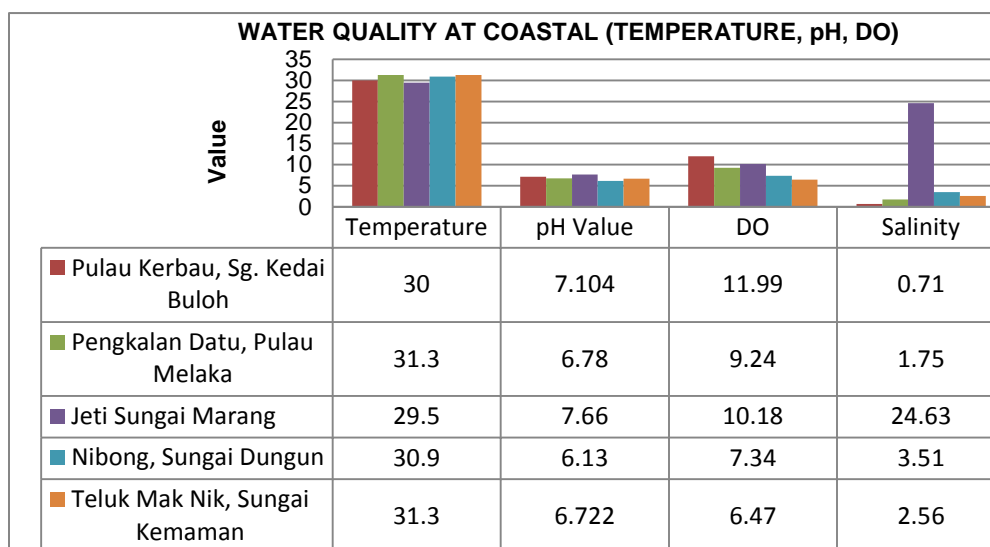 WATER QUALITY AT COASTAL (TEMPERATURE, pH, DO)
Value
35
30
25
20
15
10
5
0
Temperature pH Value DO Salinity
Pulau Kerbau, Sg. Kedai
Buloh
30 7.104 11.99 0.71
Pengkalan Datu, Pulau
Melaka
31.3 6.78 9.24 1.75
Jeti Sungai Marang 29.5 7.66 10.18 24.63
Nibong, Sungai Dungun 30.9 6.13 7.34 3.51
Teluk Mak Nik, Sungai
Kemaman
31.3 6.722 6.47 2.56